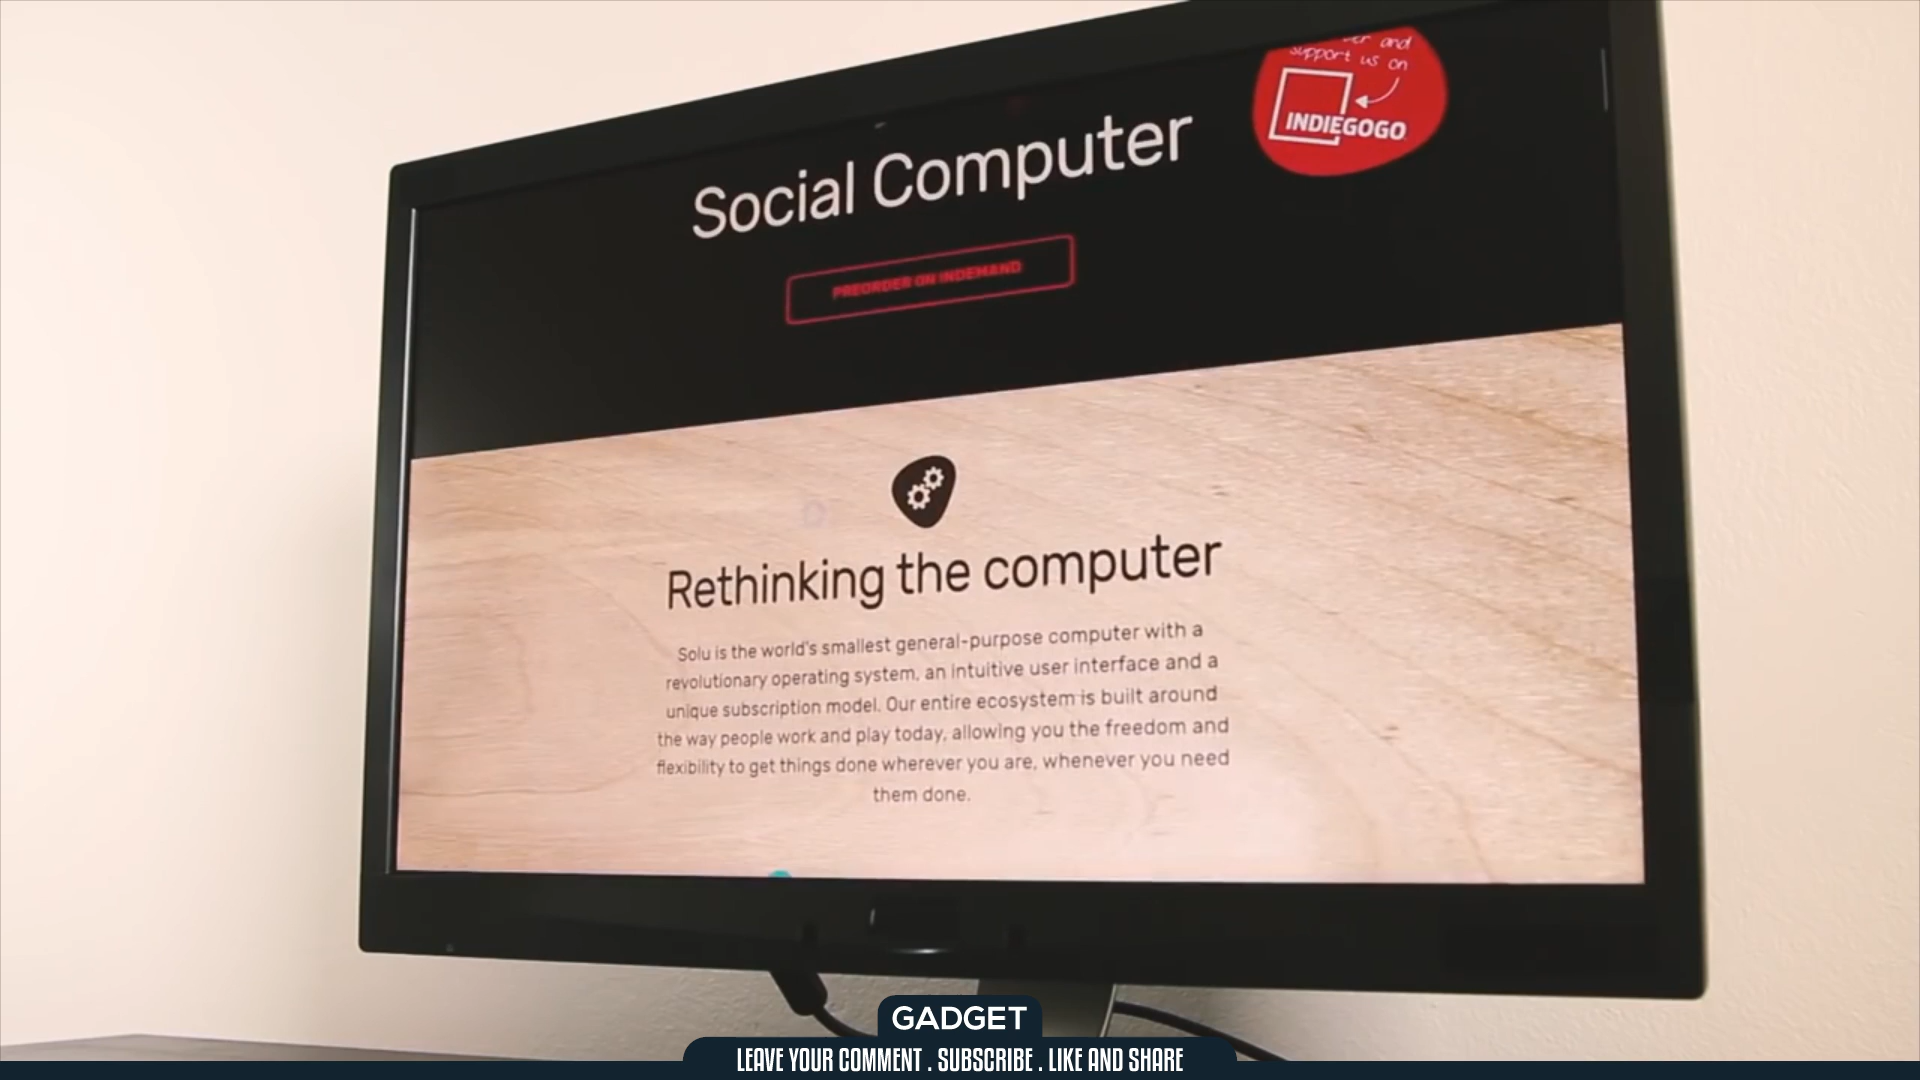 and
support us on
INDIEGOGO
Social Computer
PREORDER ON INDEMAND
Rethinking the computer
Solu is the world's smallest general-purpose computer with a
revolutionary operating system, an intuitive user interface and a
unique subscription model. Our entire ecosystem is built around
the way people work and play today, allowing you the freedom and
flexibility to get things done wherever you are, whenever you need
them done.
GADGET
LEAVE YOUR COMMENT . SUBSCRIBE . LIKE AND SHARE